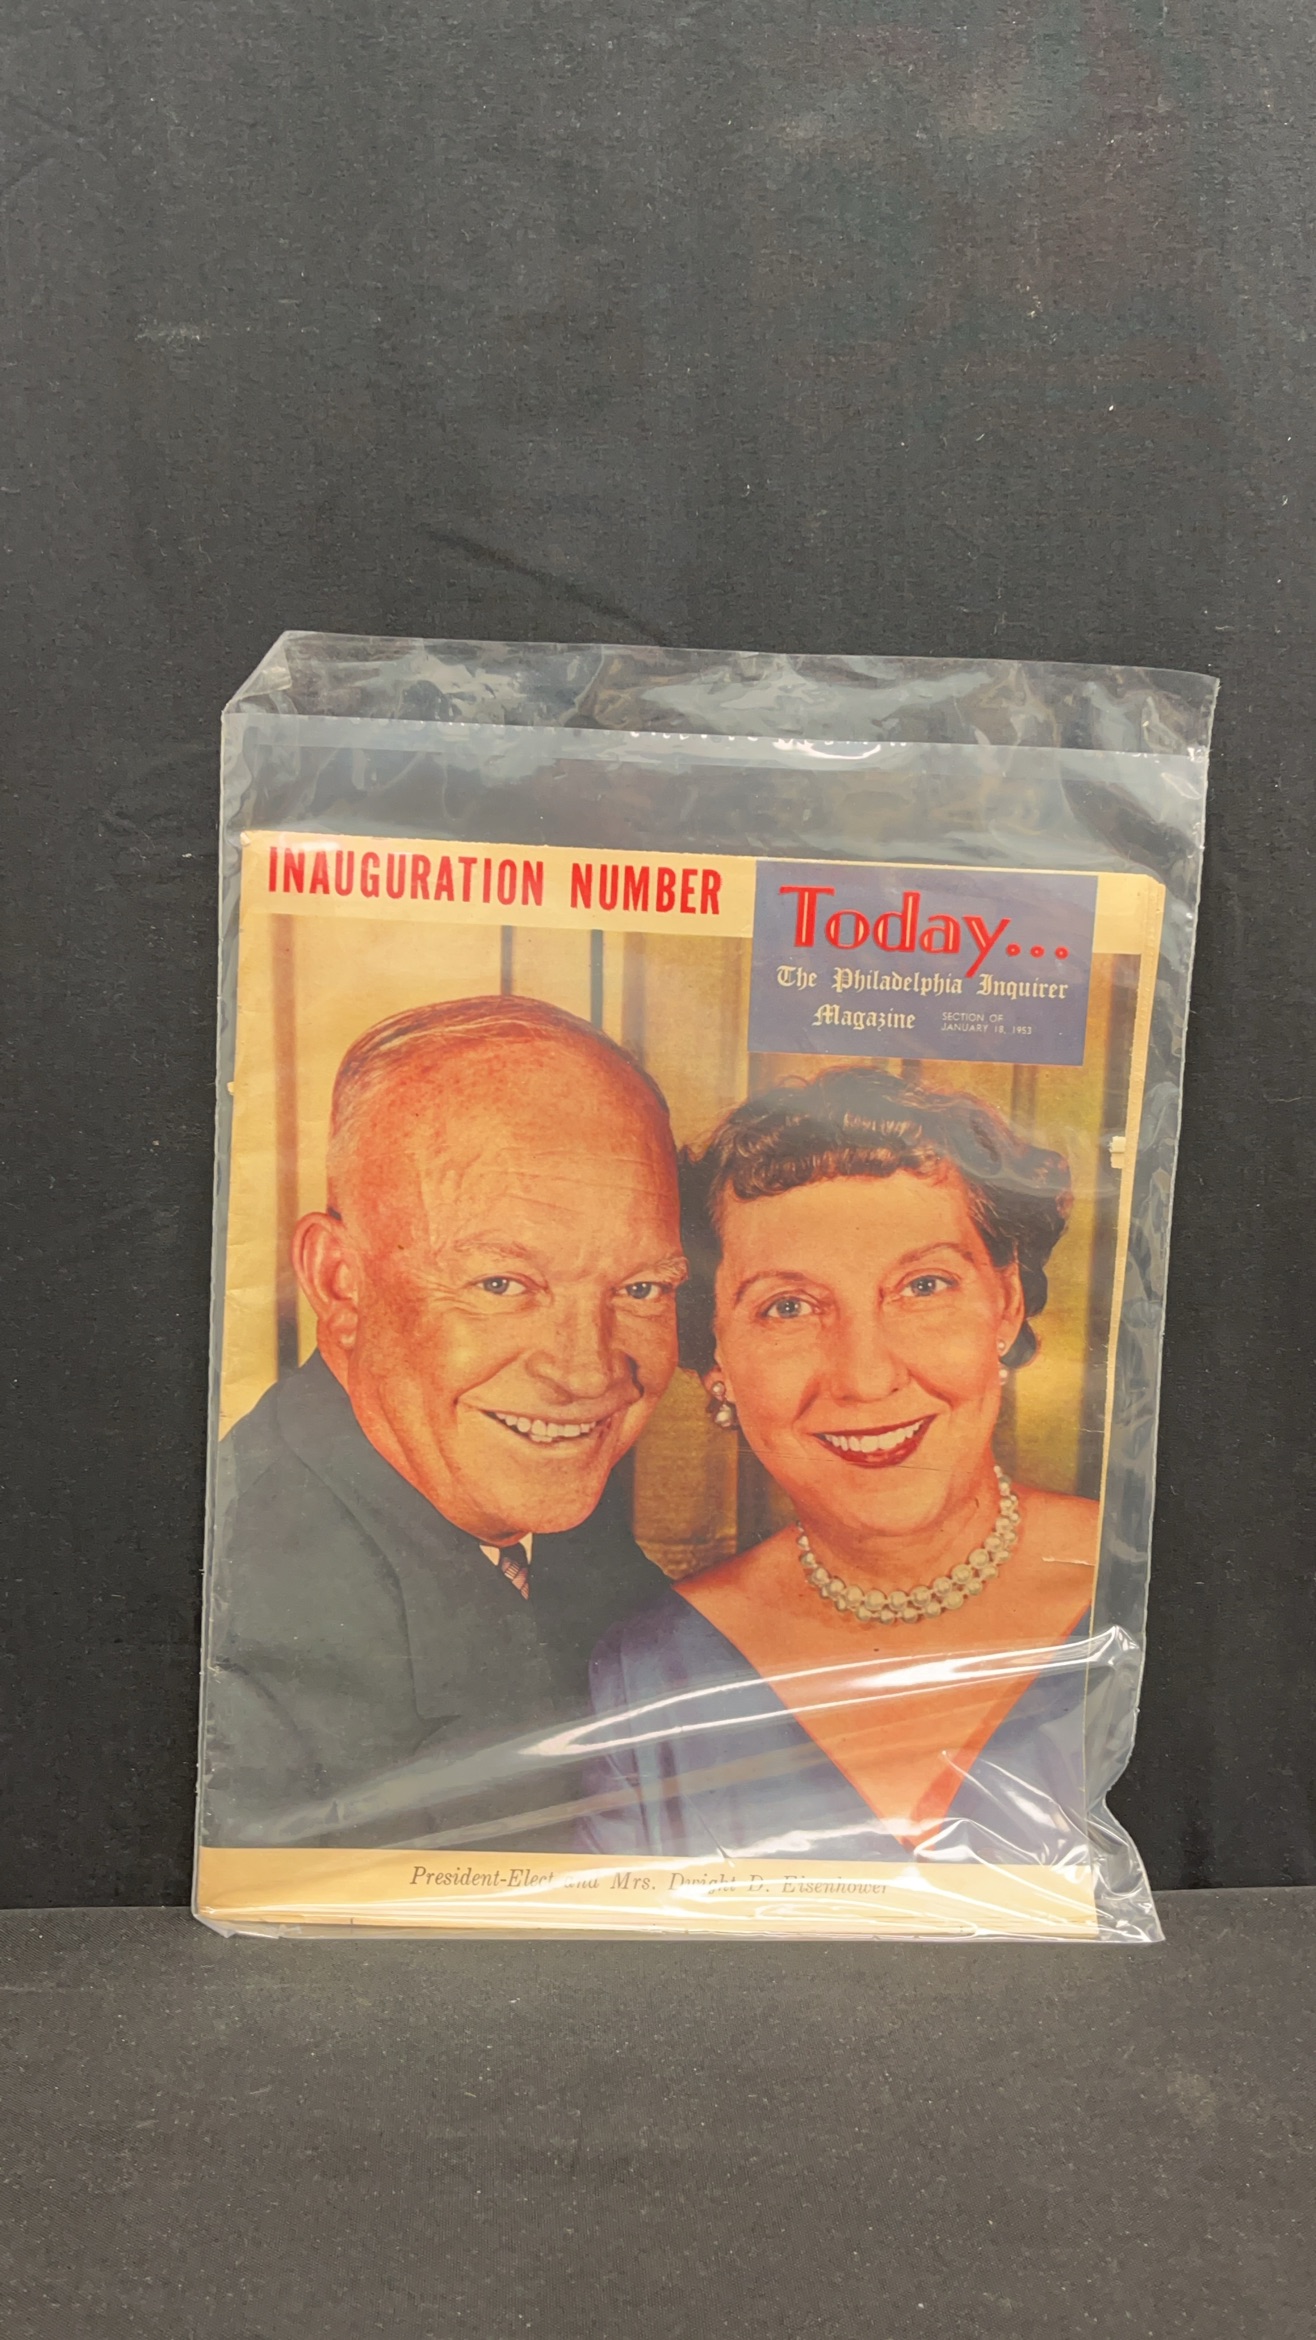 INAUGURATION NUMBER
Today...
The Philadelphia Inquirer
Magazine
SECTION OF
JANUARY 18, 1953
President-Elect and Mrs. Dwight D. Eisenhower